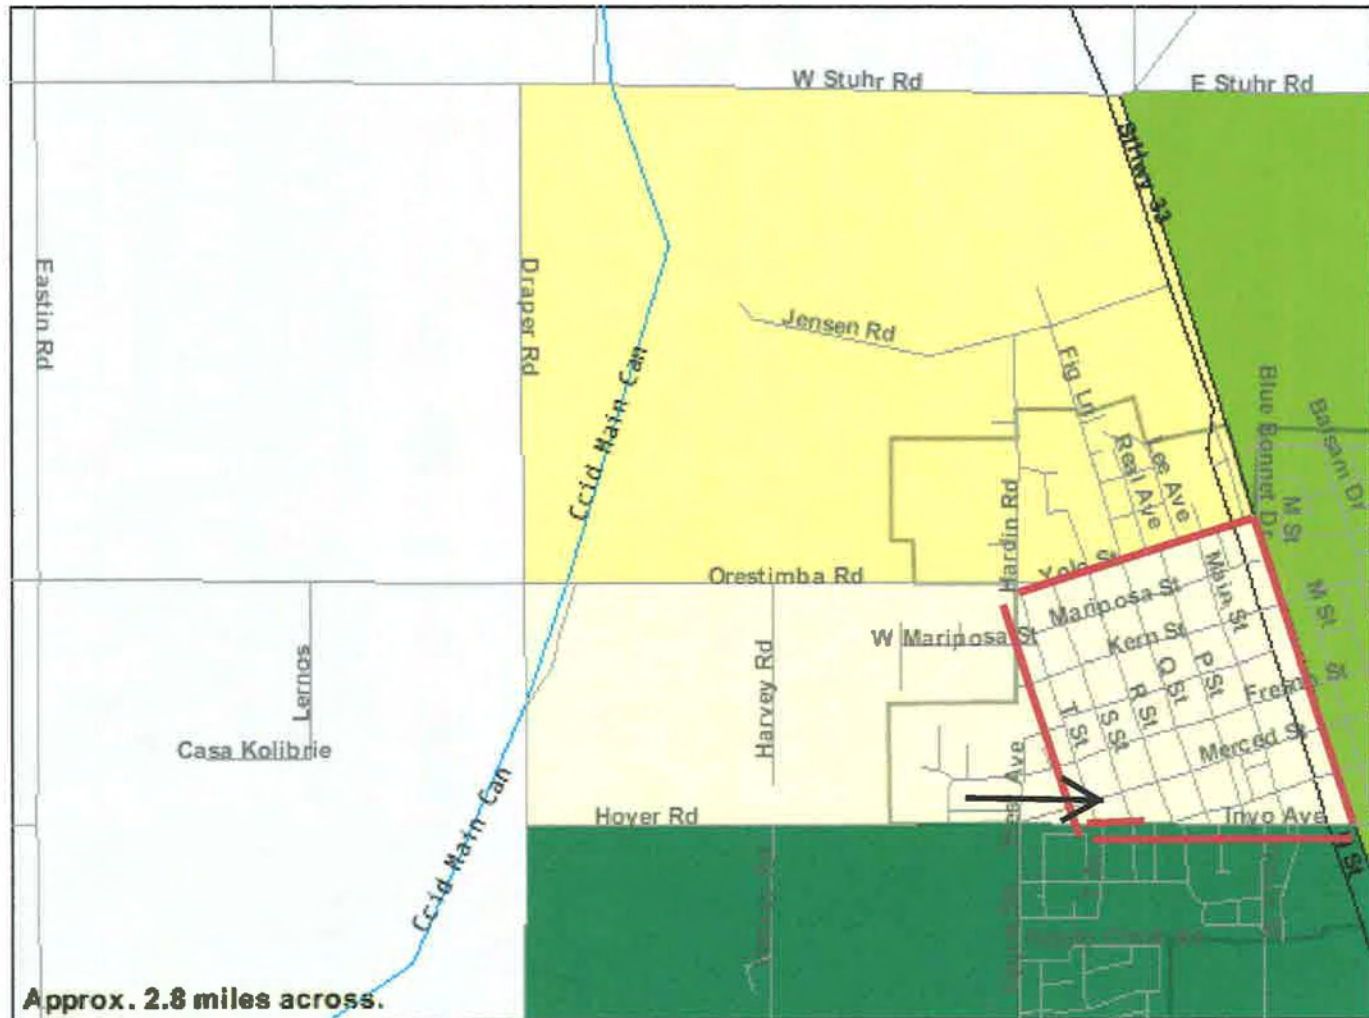 W Stuhr Rd
E Stuhr Rd
StHwy 33
Eastin Rd
Draper Rd
Jensen Rd
Ccid Main Can
Fig Ln
Blue Bonnet Dr
Balsam Dr
Real Ave
Lee Ave
M St
Hardin Rd
Orestimba Rd
Yolo St
Main St
Mariposa St
M St
W Mariposa St
Kern St
Lernos
Harvey Rd
P St
Q St
R St
S St
T St
St
Fresno
Casa Kolibrie
Merced St
Ave
Hoyer Rd
Inyo Ave
St
Ccid Main Can
Approx. 2.8 miles across.